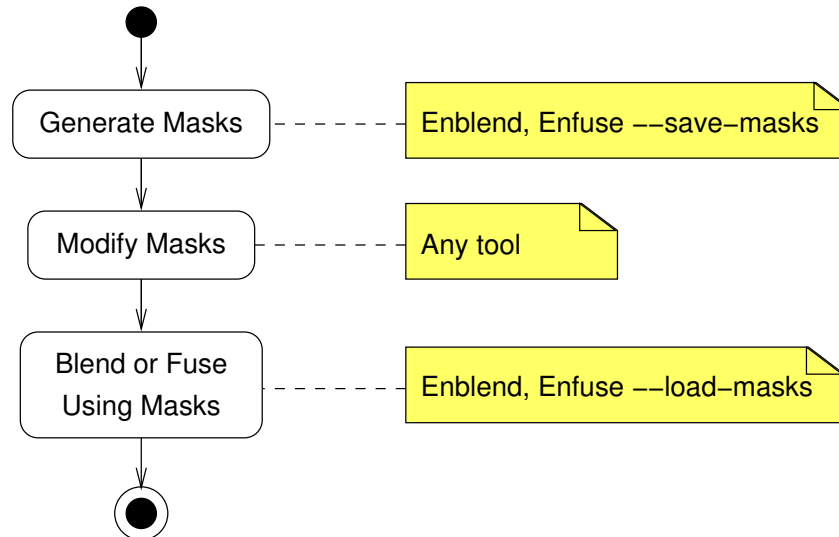 Generate Masks
Enblend, Enfuse −−save−masks
Modify Masks
Any tool
Blend or Fuse
Using Masks
Enblend, Enfuse −−load−masks